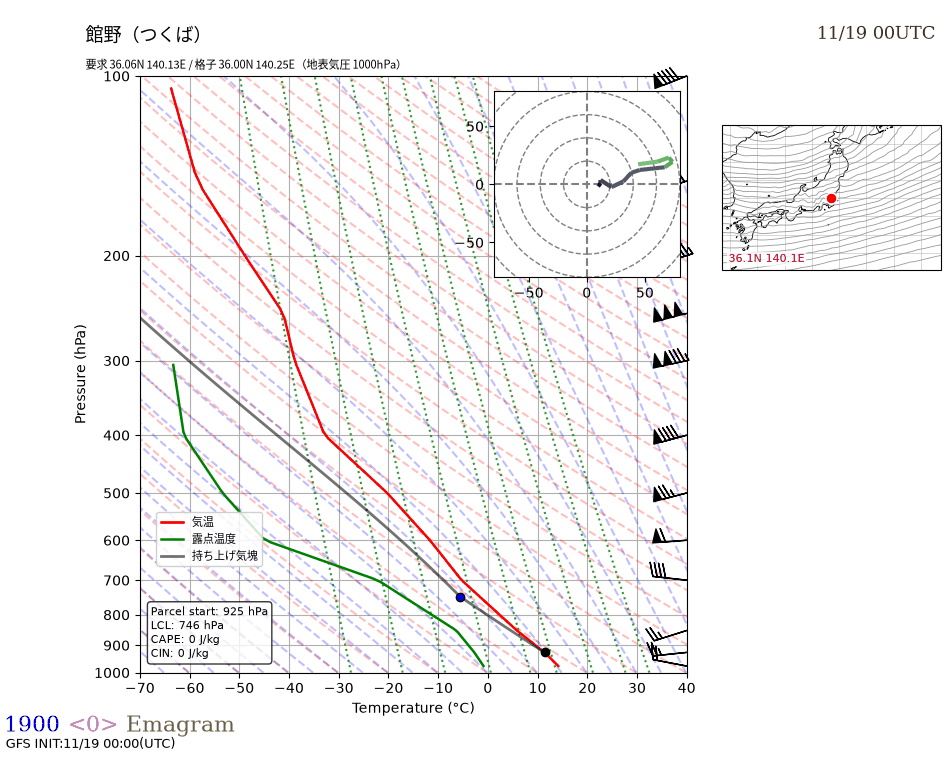 館野（つくば）
11/19 00UTC
要求 36.06N 140.13E / 格子 36.00N 140.25E（地表気圧 1000hPa）
100
200
300
400
500
600
700
800
900
1000
Pressure (hPa)
50
0
−50
−50 0 50
36.1N 140.1E
気温
露点温度
持ち上げ気塊
Parcel start: 925 hPa
LCL: 746 hPa
CAPE: 0 J/kg
CIN: 0 J/kg
−70 −60 −50 −40 −30 −20 −10 0 10 20 30 40
Temperature (°C)
1900 <0> Emagram
GFS INIT:11/19 00:00(UTC)